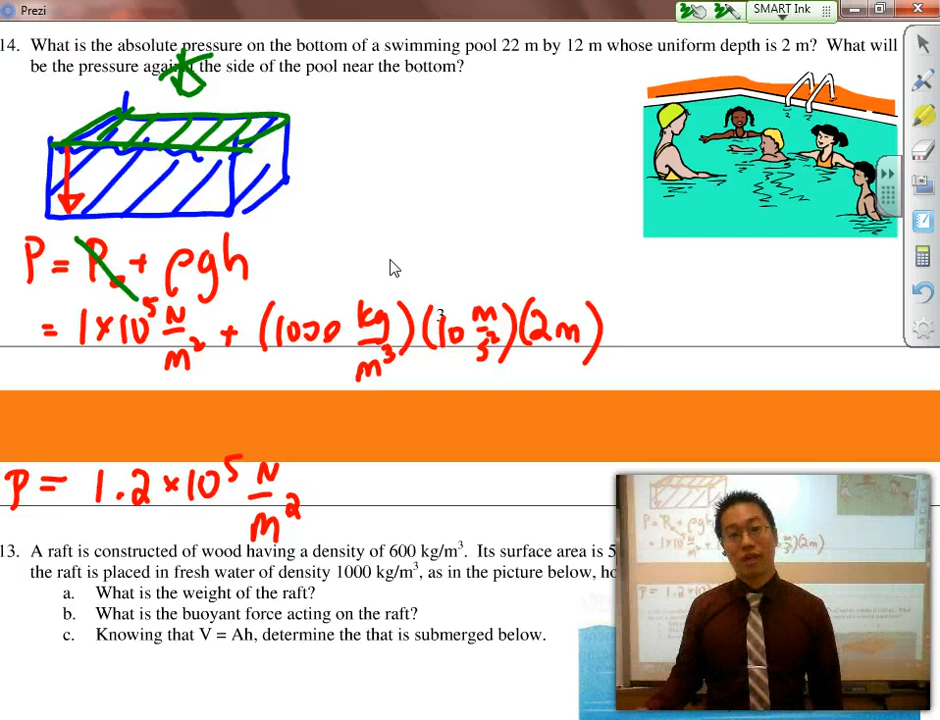 Prezi
SMART Ink
14. What is the absolute pressure on the bottom of a swimming pool 22 m by 12 m whose uniform depth is 2 m? What will
be the pressure against the side of the pool near the bottom?
P = P₀ + ρgh
= 1 × 10⁵ N/m² + (1000 kg/m³)(10 m/s²)(2m)
3
P = 1.2 × 10⁵ N/m²
13. A raft is constructed of wood having a density of 600 kg/m³. Its surface area is 5
the raft is placed in fresh water of density 1000 kg/m³, as in the picture below, ho
a. What is the weight of the raft?
b. What is the buoyant force acting on the raft?
c. Knowing that V = Ah, determine the that is submerged below.